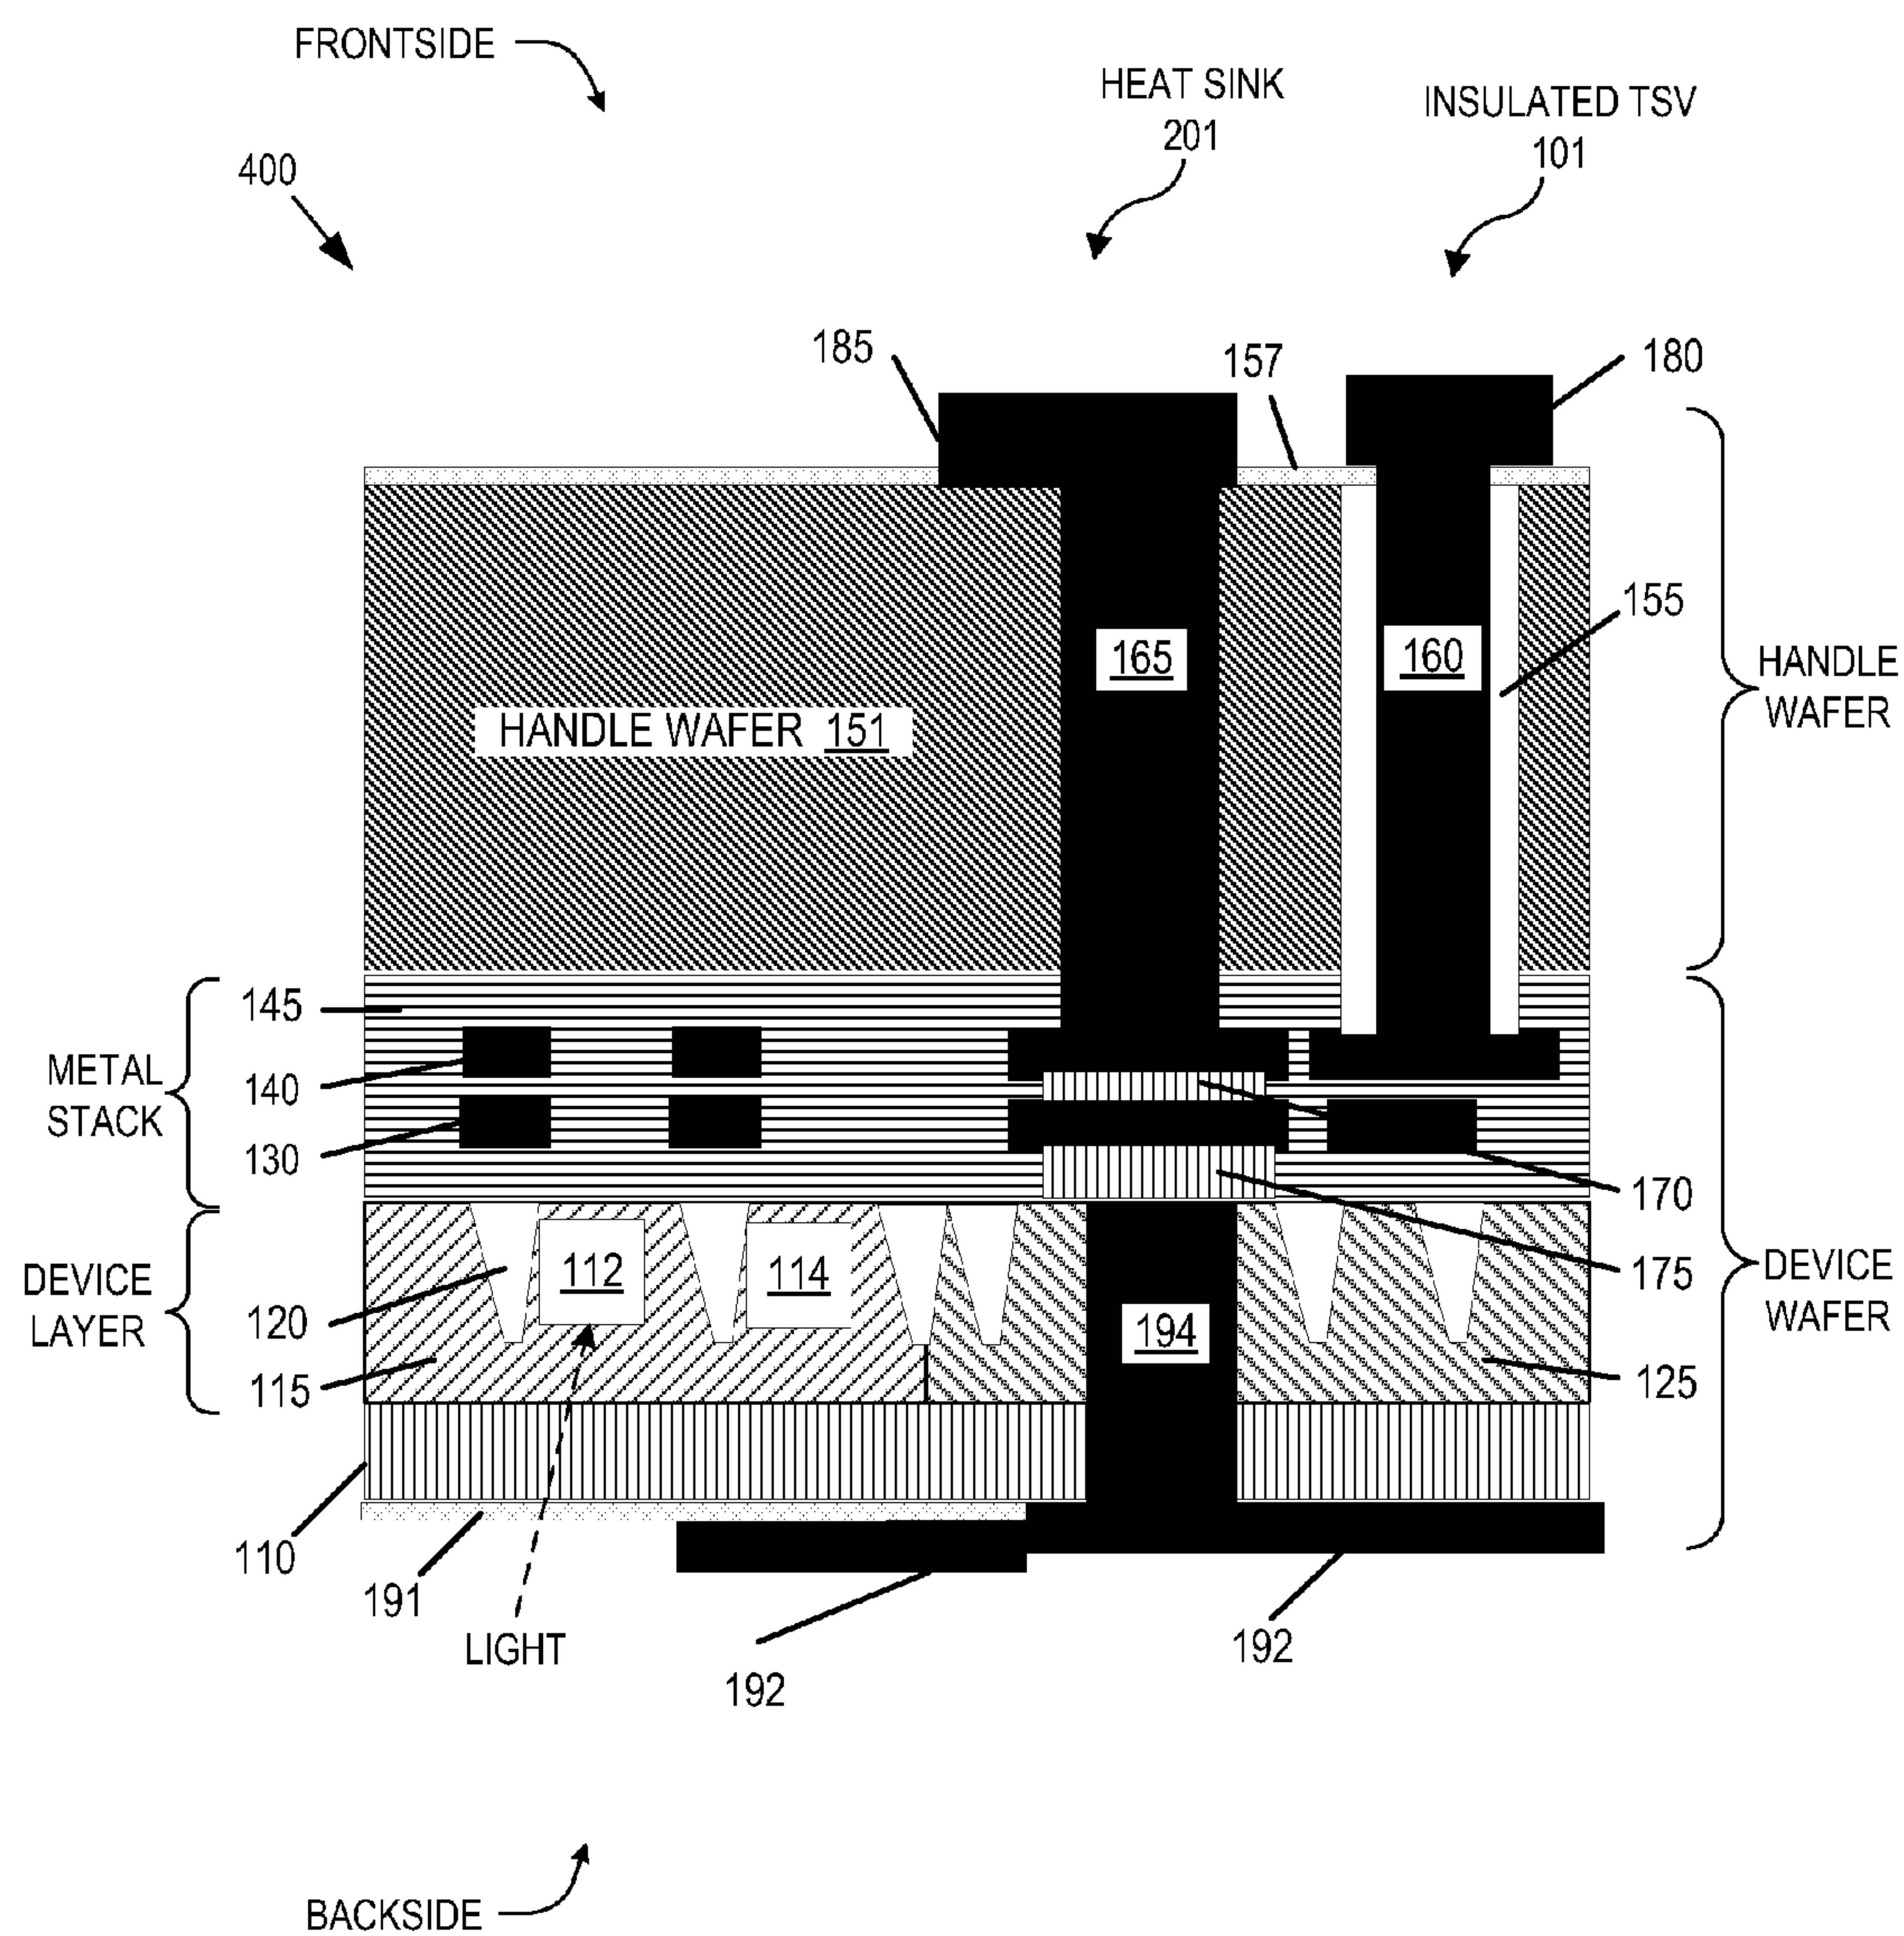 FRONTSIDE
HEAT SINK
201
INSULATED TSV
101
400
185
157
180
155
165
160
HANDLE WAFER 151
HANDLE
WAFER
145
METAL
STACK
140
130
170
175
112
114
DEVICE
LAYER
120
115
194
125
DEVICE
WAFER
110
191
LIGHT
192
192
BACKSIDE